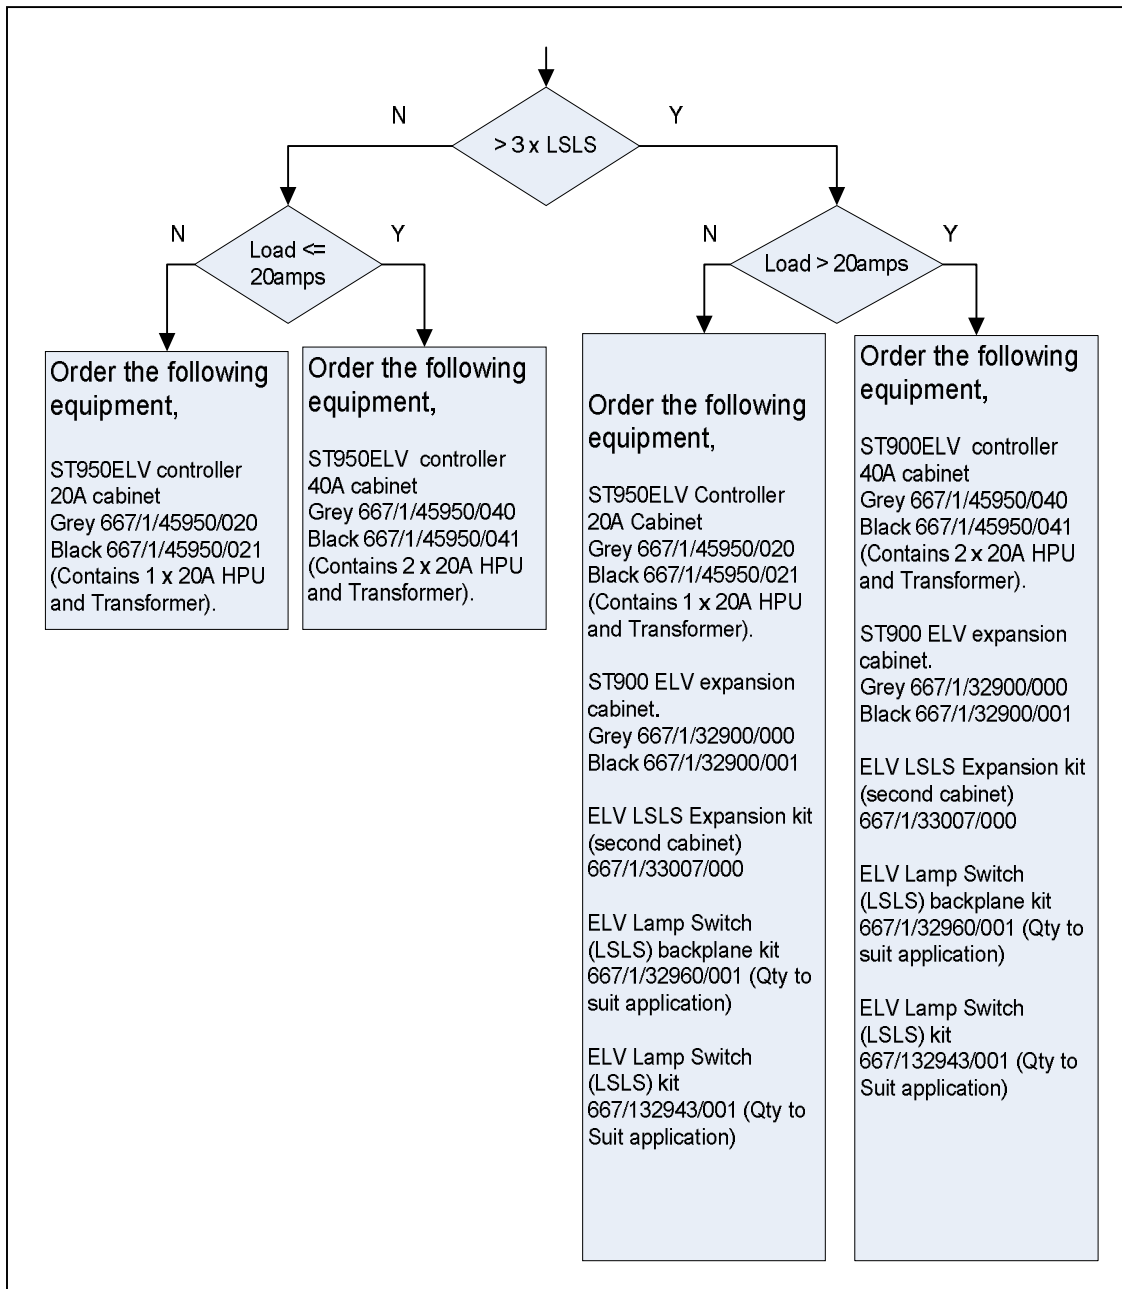 > 3 x LSLS
N
Y
Load <=
20amps
N
Y
Load > 20amps
N
Y
Order the following
equipment,
ST950ELV controller
20A cabinet
Grey 667/1/45950/020
Black 667/1/45950/021
(Contains 1 x 20A HPU
and Transformer).
Order the following
equipment,
ST950ELV controller
40A cabinet
Grey 667/1/45950/040
Black 667/1/45950/041
(Contains 2 x 20A HPU
and Transformer).
Order the following
equipment,
ST950ELV Controller
20A Cabinet
Grey 667/1/45950/020
Black 667/1/45950/021
(Contains 1 x 20A HPU
and Transformer).
ST900 ELV expansion
cabinet.
Grey 667/1/32900/000
Black 667/1/32900/001
ELV LSLS Expansion kit
(second cabinet)
667/1/33007/000
ELV Lamp Switch
(LSLS) backplane kit
667/1/32960/001 (Qty to
suit application)
ELV Lamp Switch
(LSLS) kit
667/132943/001 (Qty to
Suit application)
Order the following
equipment,
ST900ELV controller
40A cabinet
Grey 667/1/45950/040
Black 667/1/45950/041
(Contains 2 x 20A HPU
and Transformer).
ST900 ELV expansion
cabinet.
Grey 667/1/32900/000
Black 667/1/32900/001
ELV LSLS Expansion kit
(second cabinet)
667/1/33007/000
ELV Lamp Switch
(LSLS) backplane kit
667/1/32960/001 (Qty to
suit application)
ELV Lamp Switch
(LSLS) kit
667/132943/001 (Qty to
Suit application)